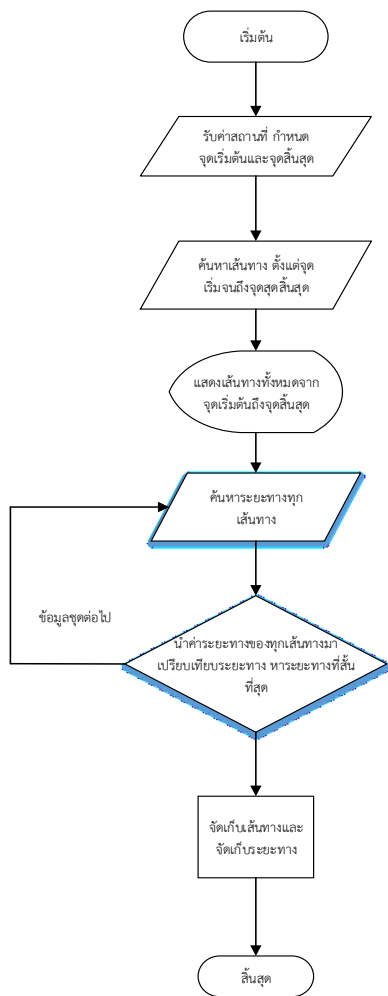 เริ่มต้น
รับค่าสถานที่ กำหนด
จุดเริ่มต้นและจุดสิ้นสุด
ค้นหาเส้นทาง ตั้งแต่จุด
เริ่มจนถึงจุดสุดสิ้นสุด
แสดงเส้นทางทั้งหมดจาก
จุดเริ่มต้นถึงจุดสิ้นสุด
ค้นหาระยะทางทุก
เส้นทาง
ข้อมูลชุดต่อไป
นำค่าระยะทางของทุกเส้นทางมา
เปรียบเทียบระยะทาง หาระยะทางที่สั้น
ที่สุด
จัดเก็บเส้นทางและ
จัดเก็บระยะทาง
สิ้นสุด